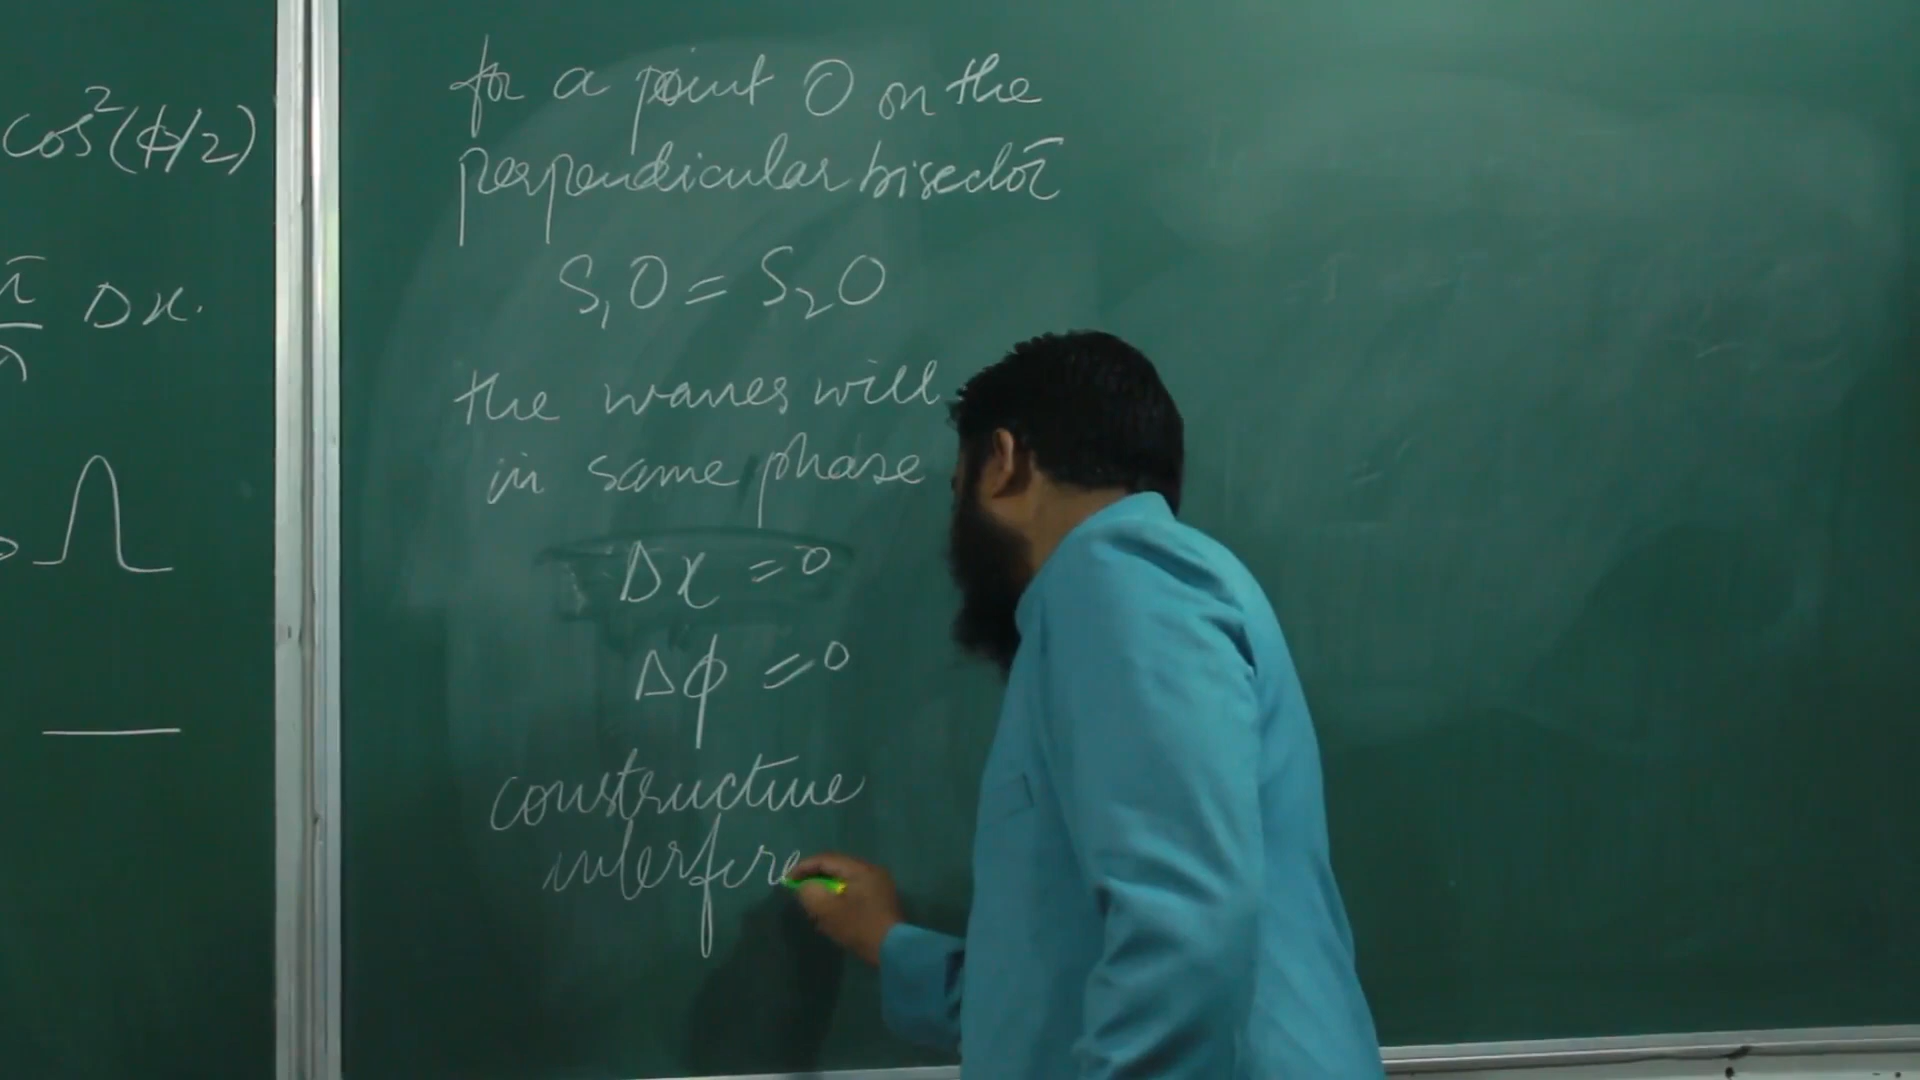 cos²(ϕ/2)
π Δx.
λ
for a point O on the
perpendicular bisector
S₁O = S₂O
the waves will
in same phase
Δx = 0
Δϕ = 0
constructive
interfere